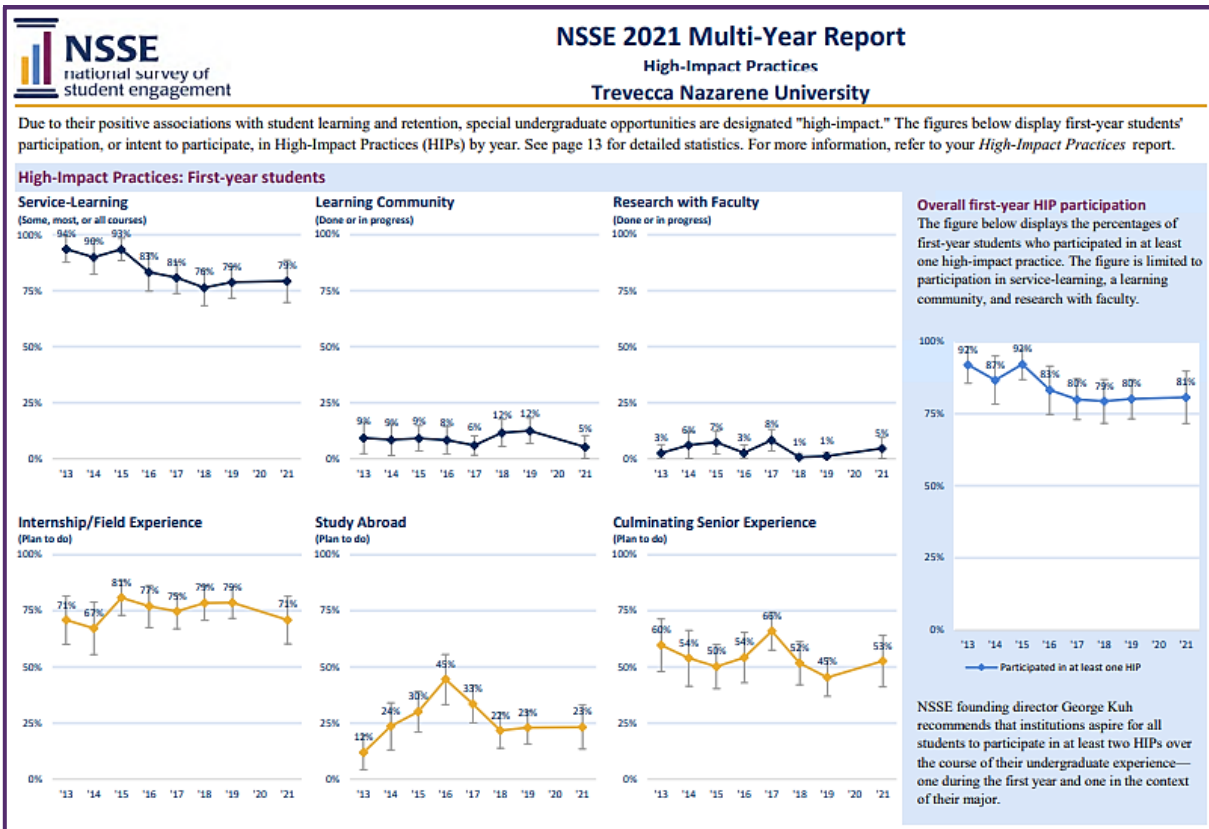 NSSE
national survey of
student engagement
NSSE 2021 Multi-Year Report
High-Impact Practices
Trevecca Nazarene University
Due to their positive associations with student learning and retention, special undergraduate opportunities are designated "high-impact." The figures below display first-year students'
participation, or intent to participate, in High-Impact Practices (HIPs) by year. See page 13 for detailed statistics. For more information, refer to your High-Impact Practices report.
High-Impact Practices: First-year students
Service-Learning
(Some, most, or all courses)
100%
75%
50%
25%
0%
94%
90%
93%
83%
81%
76%
79%
79%
'13 '14 '15 '16 '17 '18 '19 '20 '21
Learning Community
(Done or in progress)
100%
75%
50%
25%
0%
9%
9%
9%
8%
6%
12%
12%
5%
'13 '14 '15 '16 '17 '18 '19 '20 '21
Research with Faculty
(Done or in progress)
100%
75%
50%
25%
0%
3%
6%
7%
3%
8%
1%
1%
5%
'13 '14 '15 '16 '17 '18 '19 '20 '21
Internship/Field Experience
(Plan to do)
100%
75%
50%
25%
0%
71%
67%
81%
77%
75%
79%
79%
71%
'13 '14 '15 '16 '17 '18 '19 '20 '21
Study Abroad
(Plan to do)
100%
75%
50%
25%
0%
12%
24%
30%
45%
33%
22%
23%
23%
'13 '14 '15 '16 '17 '18 '19 '20 '21
Culminating Senior Experience
(Plan to do)
100%
75%
50%
25%
0%
60%
54%
50%
54%
66%
52%
45%
53%
'13 '14 '15 '16 '17 '18 '19 '20 '21
Overall first-year HIP participation
The figure below displays the percentages of
first-year students who participated in at least
one high-impact practice. The figure is limited to
participation in service-learning, a learning
community, and research with faculty.
100%
75%
50%
25%
0%
92%
87%
92%
83%
80%
79%
80%
81%
'13 '14 '15 '16 '17 '18 '19 '20 '21
Participated in at least one HIP
NSSE founding director George Kuh
recommends that institutions aspire for all
students to participate in at least two HIPs over
the course of their undergraduate experience—
one during the first year and one in the context
of their major.